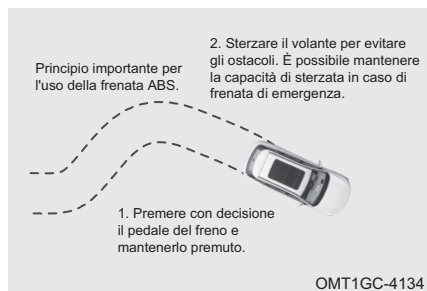 Principio importante per
l'uso della frenata ABS.
2. Sterzare il volante per evitare
gli ostacoli. È possibile mantenere
la capacità di sterzata in caso di
frenata di emergenza.
1. Premere con decisione
il pedale del freno e
mantenerlo premuto.
OMT1GC-4134